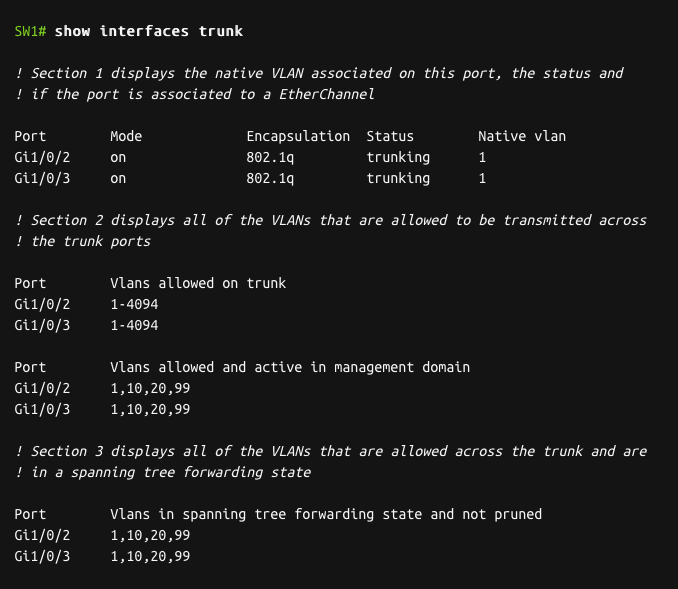 SW1# show interfaces trunk
! Section 1 displays the native VLAN associated on this port, the status and
! if the port is associated to a EtherChannel
Port Mode Encapsulation Status Native vlan
Gi1/0/2 on 802.1q trunking 1
Gi1/0/3 on 802.1q trunking 1
! Section 2 displays all of the VLANs that are allowed to be transmitted across
! the trunk ports
Port Vlans allowed on trunk
Gi1/0/2 1-4094
Gi1/0/3 1-4094
Port Vlans allowed and active in management domain
Gi1/0/2 1,10,20,99
Gi1/0/3 1,10,20,99
! Section 3 displays all of the VLANs that are allowed across the trunk and are
! in a spanning tree forwarding state
Port Vlans in spanning tree forwarding state and not pruned
Gi1/0/2 1,10,20,99
Gi1/0/3 1,10,20,99